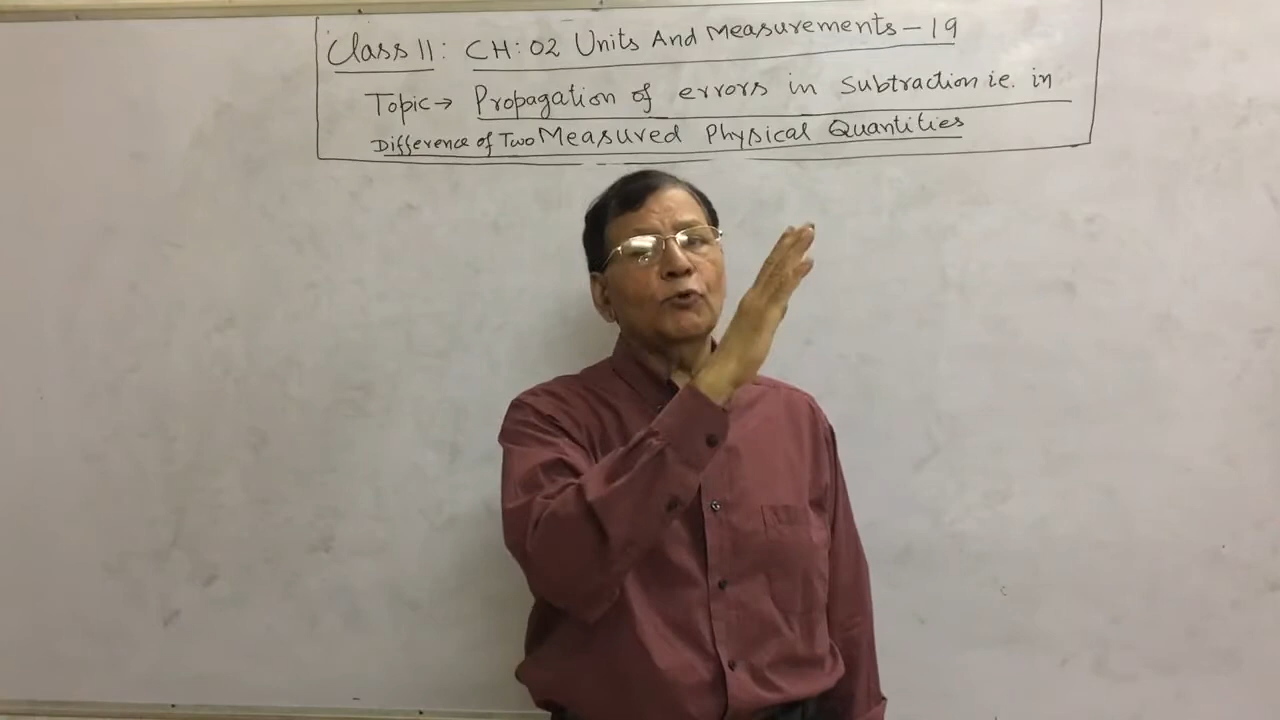 Class 11: CH: 02 Units And Measurements - 19
Topic → Propagation of errors in Subtraction ie. in
Difference of Two Measured Physical Quantities